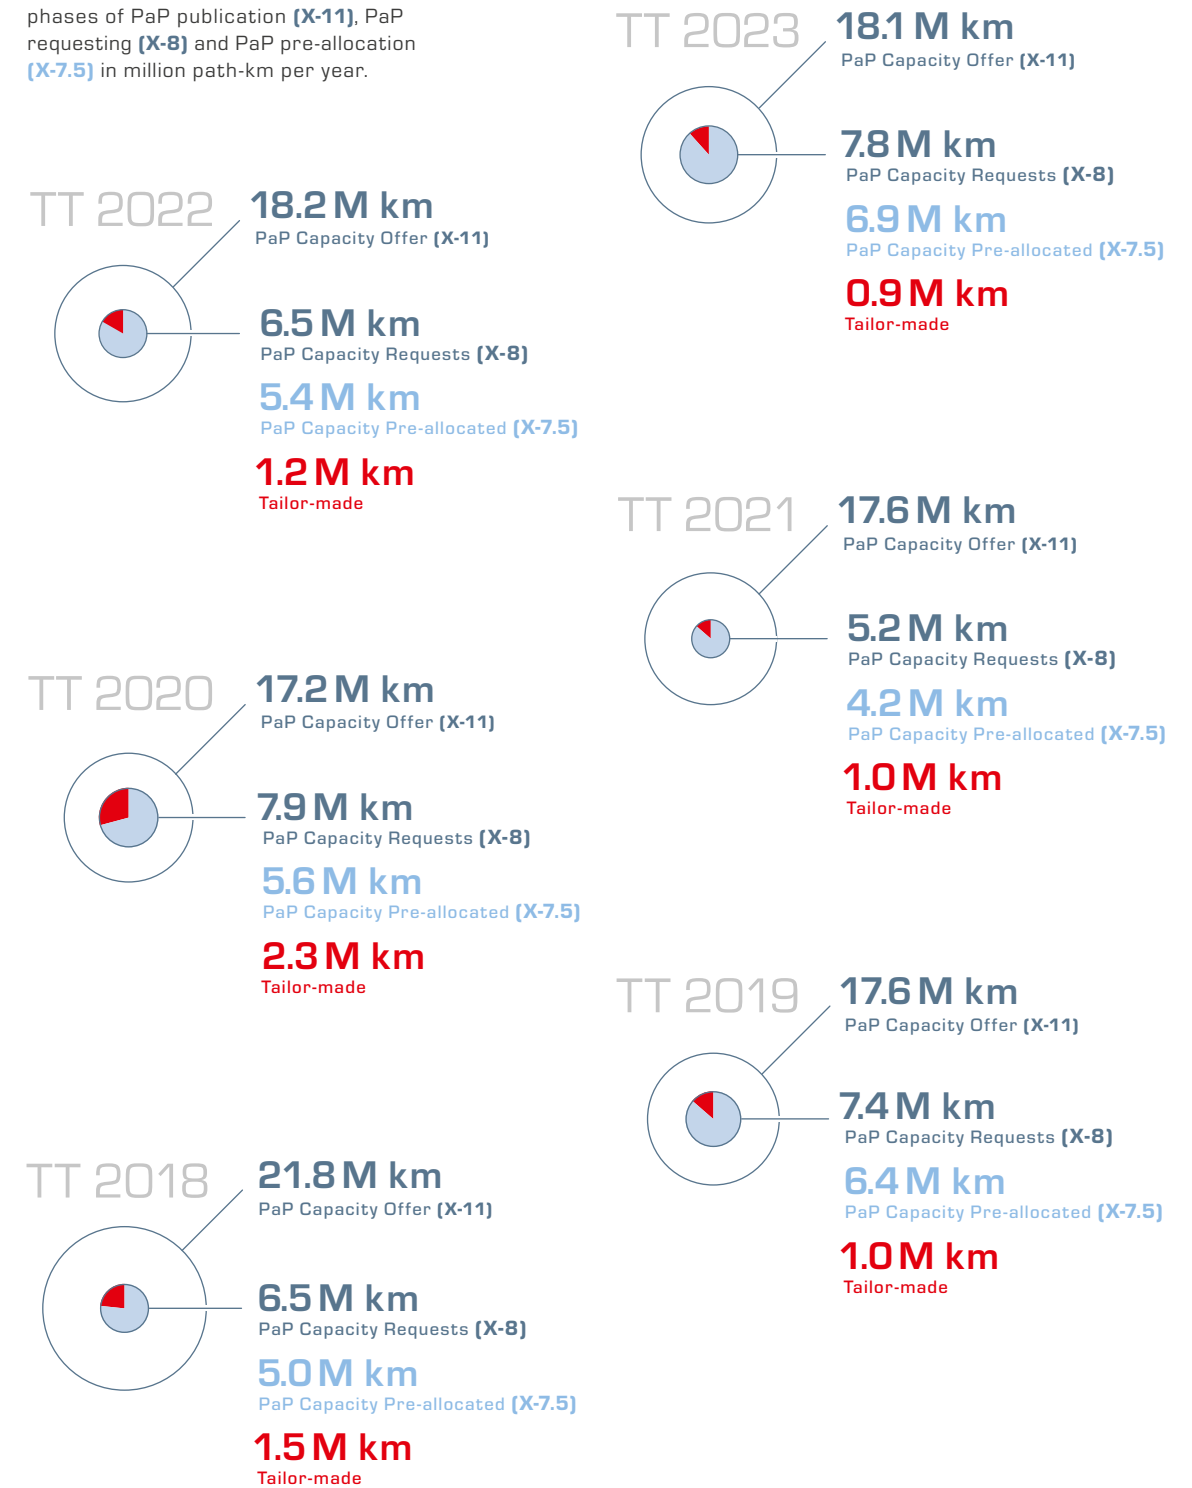 phases of PaP publication (X-11), PaP
requesting (X-8) and PaP pre-allocation
(X-7.5) in million path-km per year.
TT 2023
18.1 M km
PaP Capacity Offer (X-11)
7.8 M km
PaP Capacity Requests (X-8)
6.9 M km
PaP Capacity Pre-allocated (X-7.5)
0.9 M km
Tailor-made
TT 2022
18.2 M km
PaP Capacity Offer (X-11)
6.5 M km
PaP Capacity Requests (X-8)
5.4 M km
PaP Capacity Pre-allocated (X-7.5)
1.2 M km
Tailor-made
TT 2021
17.6 M km
PaP Capacity Offer (X-11)
5.2 M km
PaP Capacity Requests (X-8)
4.2 M km
PaP Capacity Pre-allocated (X-7.5)
1.0 M km
Tailor-made
TT 2020
17.2 M km
PaP Capacity Offer (X-11)
7.9 M km
PaP Capacity Requests (X-8)
5.6 M km
PaP Capacity Pre-allocated (X-7.5)
2.3 M km
Tailor-made
TT 2019
17.6 M km
PaP Capacity Offer (X-11)
7.4 M km
PaP Capacity Requests (X-8)
6.4 M km
PaP Capacity Pre-allocated (X-7.5)
1.0 M km
Tailor-made
TT 2018
21.8 M km
PaP Capacity Offer (X-11)
6.5 M km
PaP Capacity Requests (X-8)
5.0 M km
PaP Capacity Pre-allocated (X-7.5)
1.5 M km
Tailor-made